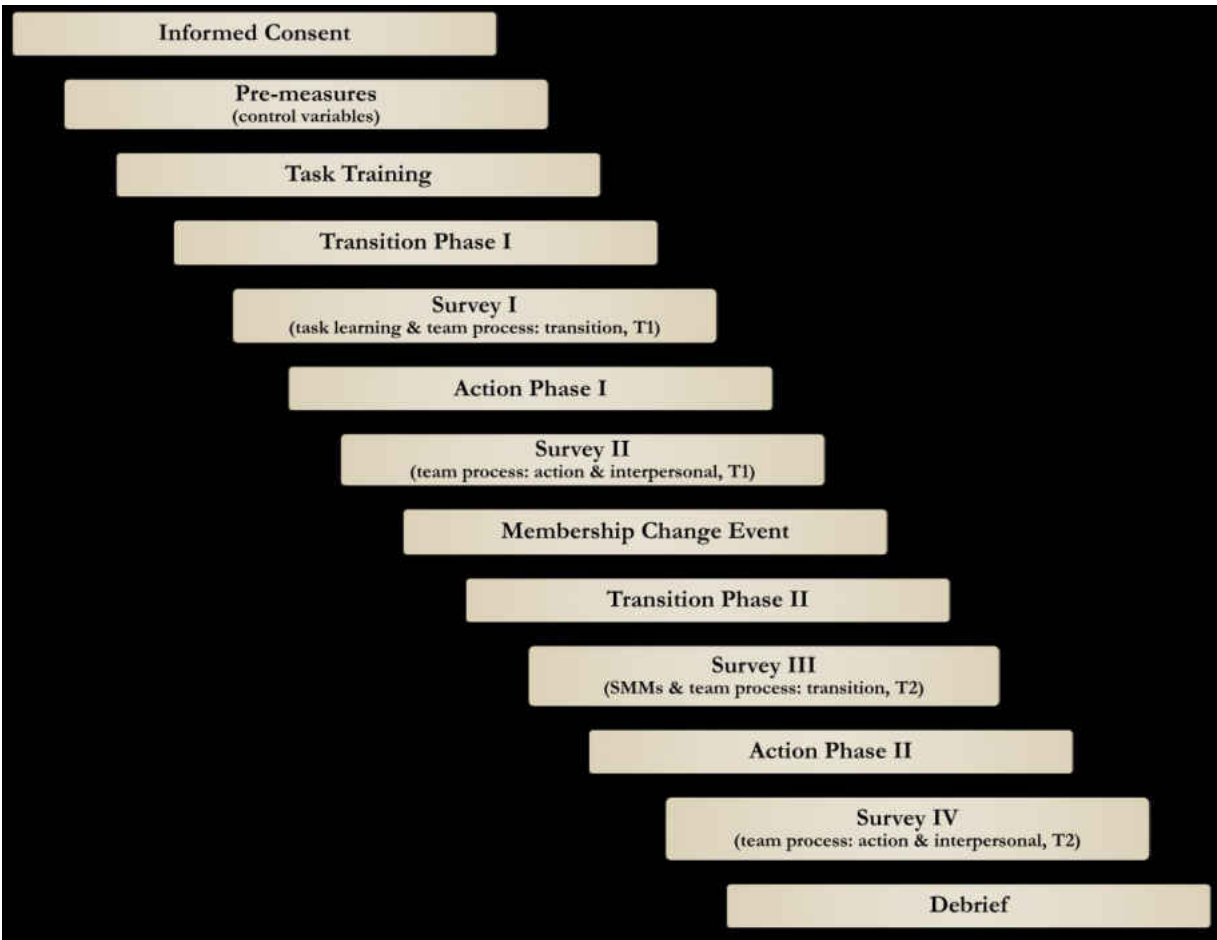 Informed Consent
Pre-measures
(control variables)
Task Training
Transition Phase I
Survey I
(task learning & team process: transition, T1)
Action Phase I
Survey II
(team process: action & interpersonal, T1)
Membership Change Event
Transition Phase II
Survey III
(SMMs & team process: transition, T2)
Action Phase II
Survey IV
(team process: action & interpersonal, T2)
Debrief